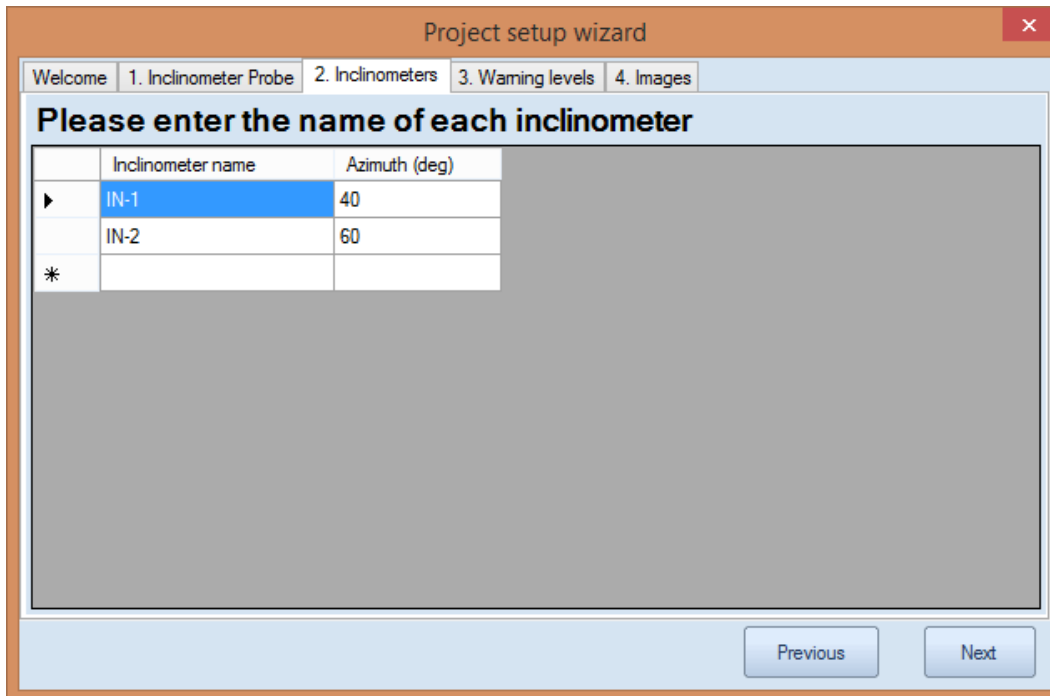 Project setup wizard
Welcome 1. Inclinometer Probe 2. Inclinometers 3. Warning levels 4. Images
Please enter the name of each inclinometer
Inclinometer name Azimuth (deg)
IN-1 40
IN-2 60
Previous Next